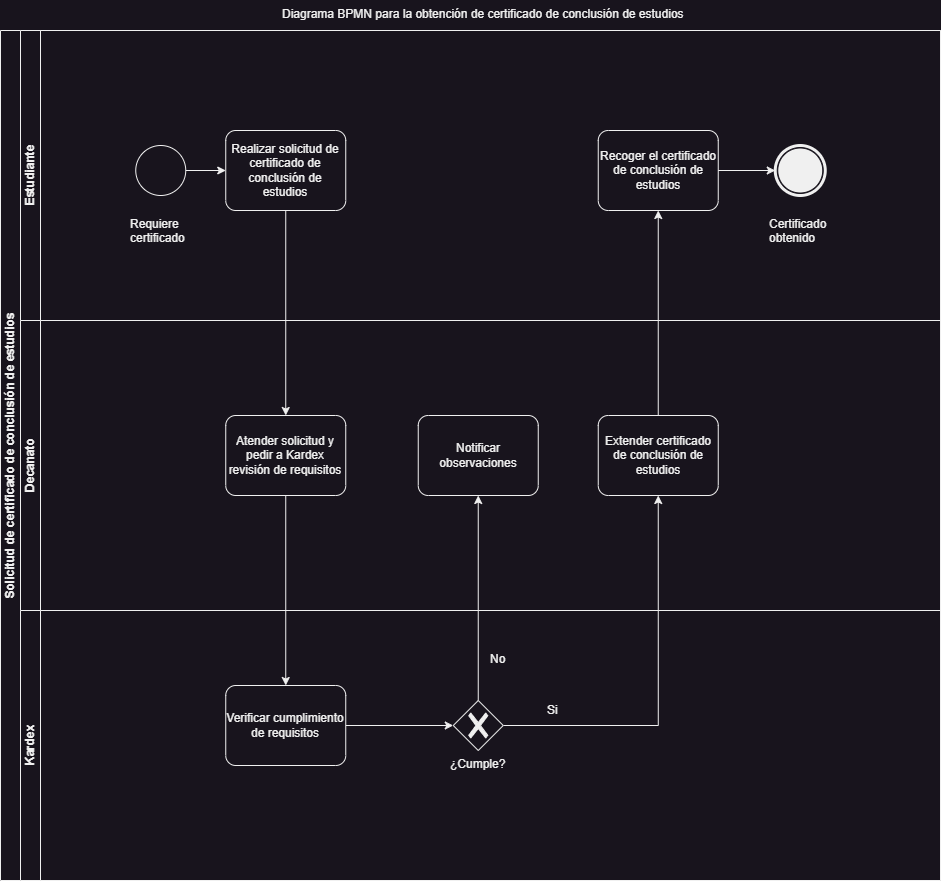 Diagrama BPMN para la obtención de certificado de conclusión de estudios
Solicitud de certificado de conclusión de estudios
Estudiante
Requiere
certificado
Realizar solicitud de
certificado de
conclusión de
estudios
Recoger el certificado
de conclusión de
estudios
Certificado
obtenido
Decanato
Atender solicitud y
pedir a Kardex
revisión de requisitos
Notificar
observaciones
Extender certificado
de conclusión de
estudios
Kardex
Verificar cumplimiento
de requisitos
¿Cumple?
No
Si